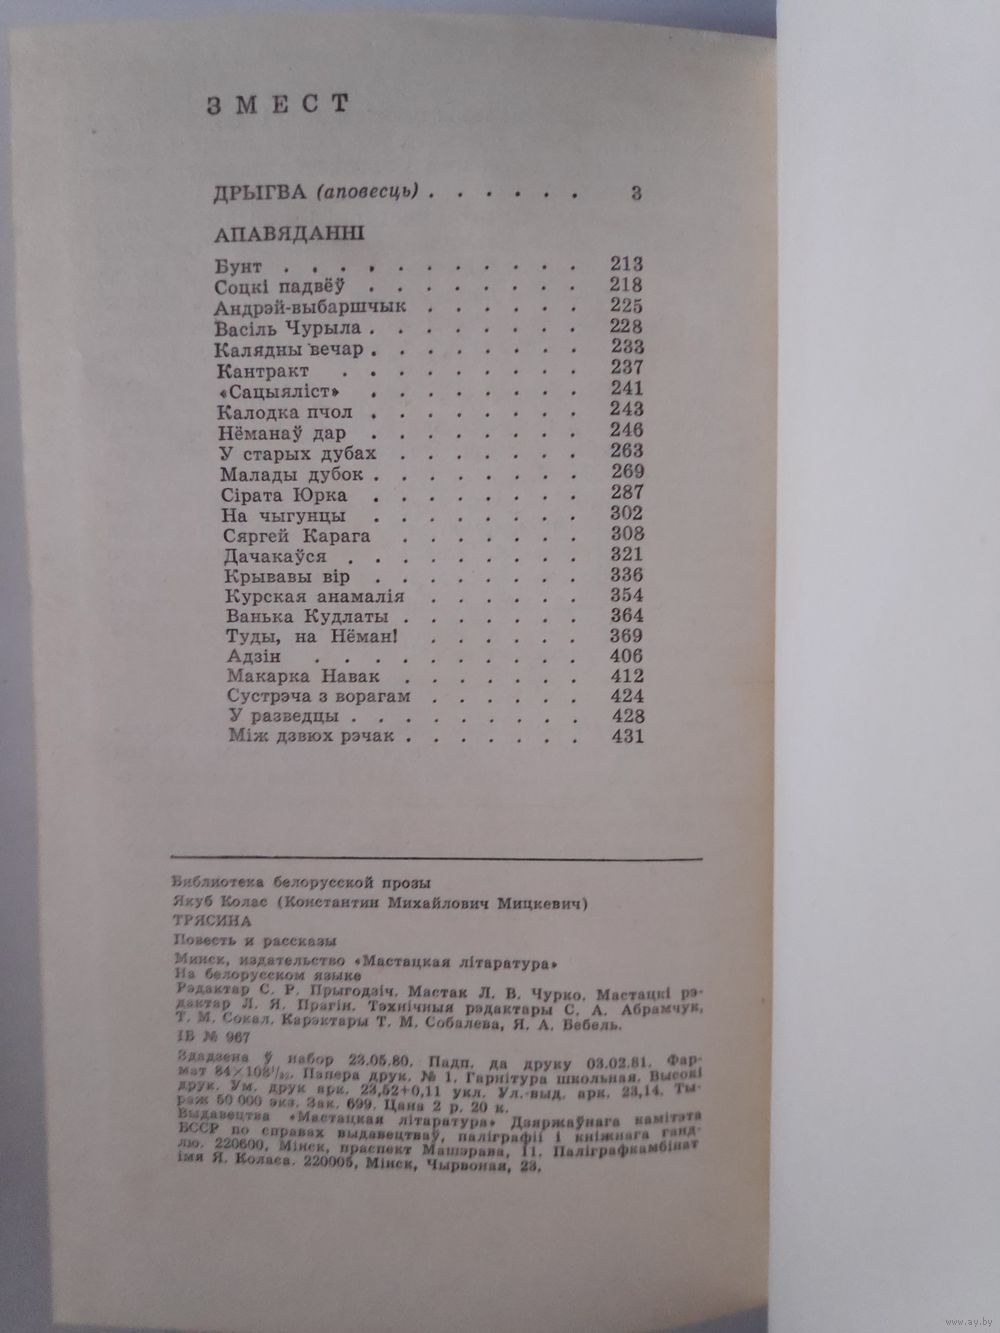 ЗМЕСТ
ДРЫГВА (аповесць) . . . . . . 3
АПАВЯДАННІ
Бунт . . . . . . . . . . . 213
Соцкі падвёў . . . . . . . . 218
Андрэй-выбаршчык . . . . . . 225
Васіль Чурыла . . . . . . . . 228
Калядны вечар . . . . . . . . 233
Кантракт . . . . . . . . . 237
«Сацыяліст» . . . . . . . . 241
Калодка пчол . . . . . . . . 243
Нёманаў дар . . . . . . . . 246
У старых дубах . . . . . . . 263
Малады дубок . . . . . . . . 269
Сірата Юрка . . . . . . . . 287
На чыгунцы . . . . . . . . 302
Сяргей Карага . . . . . . . 308
Дачакаўся . . . . . . . . . 321
Крывавы вір . . . . . . . . 336
Курская анамалія . . . . . . 354
Ванька Кудлаты . . . . . . . 364
Туды, на Нёман! . . . . . . 369
Адзін . . . . . . . . . . 406
Макарка Навак . . . . . . . 412
Сустрэча з ворагам . . . . . . 424
У разведцы . . . . . . . . . 428
Між дзвюх рэчак . . . . . . . 431
Библиотека белорусской прозы
Якуб Колас (Константин Михайлович Мицкевич)
ТРЯСИНА
Повесть и рассказы
Минск, издательство «Мастацкая літаратура»
На белорусском языке
Рэдактар С. Р. Прыгодзіч. Мастак Л. В. Чурко. Мастацкі рэ-
дактар Л. Я. Прагін. Тэхнічныя рэдактары С. А. Абрамчук,
Т. М. Сокал. Карэктары Т. М. Собалева, Я. А. Бебель.
ІБ № 967
Здадзена ў набор 23.05.80. Падп. да друку 03.02.81. Фар-
мат 84×108¹/₃₂. Папера друк. № 1. Гарнітура школьная. Высокі
друк. Ум. друк арк. 23,52+0,11 укл. Ул.-выд. арк. 23,14. Ты-
раж 50 000 экз. Зак. 699. Цана 2 р. 20 к.
Выдавецтва «Мастацкая літаратура» Дзяржаўнага камітэта
БССР по справах выдавецтваў, паліграфіі і кніжнага ганд-
лю. 220600, Мінск, праспект Машэрава, 11. Паліграфкамбінат
імя Я. Коласа. 220005, Мінск, Чырвоная, 23.
www.ay.by